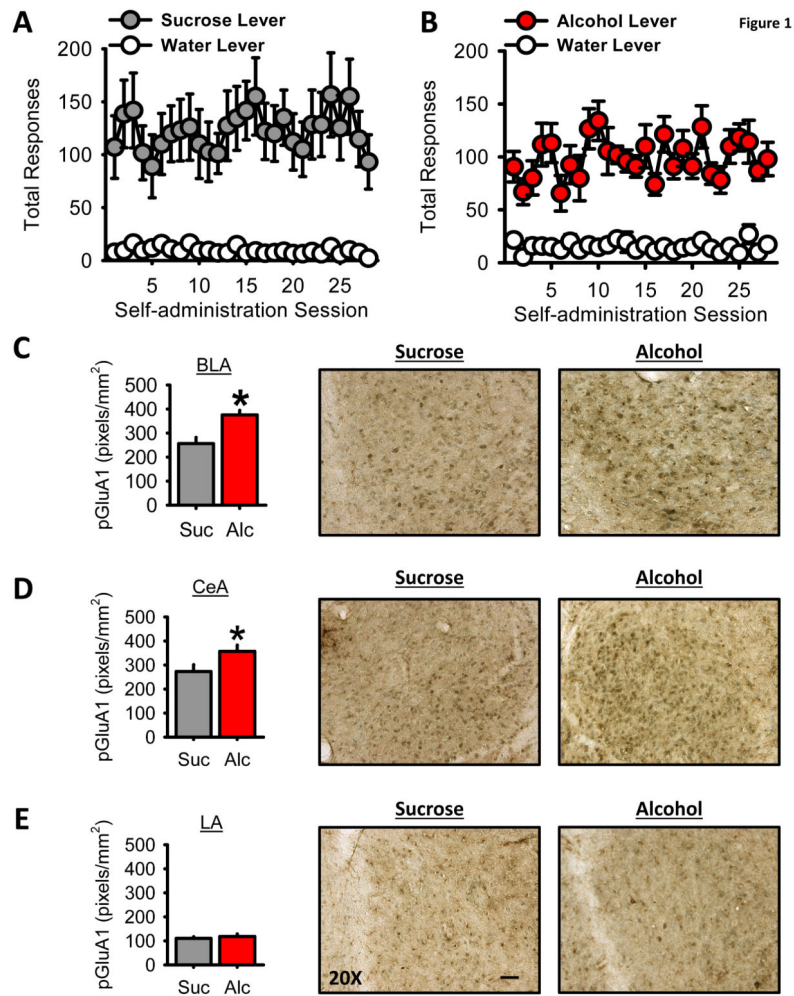 A
Sucrose Lever
Water Lever
200
150
100
50
0
Total Responses
5 10 15 20 25
Self-administration Session
B
Alcohol Lever
Water Lever
Figure 1
200
150
100
50
0
Total Responses
5 10 15 20 25
Self-administration Session
C
BLA
500
400
300
200
100
0
pGluA1 (pixels/mm²)
*
Suc Alc
Sucrose
Alcohol
D
CeA
500
400
300
200
100
0
pGluA1 (pixels/mm²)
*
Suc Alc
Sucrose
Alcohol
E
LA
500
400
300
200
100
0
pGluA1 (pixels/mm²)
Suc Alc
Sucrose
Alcohol
20X